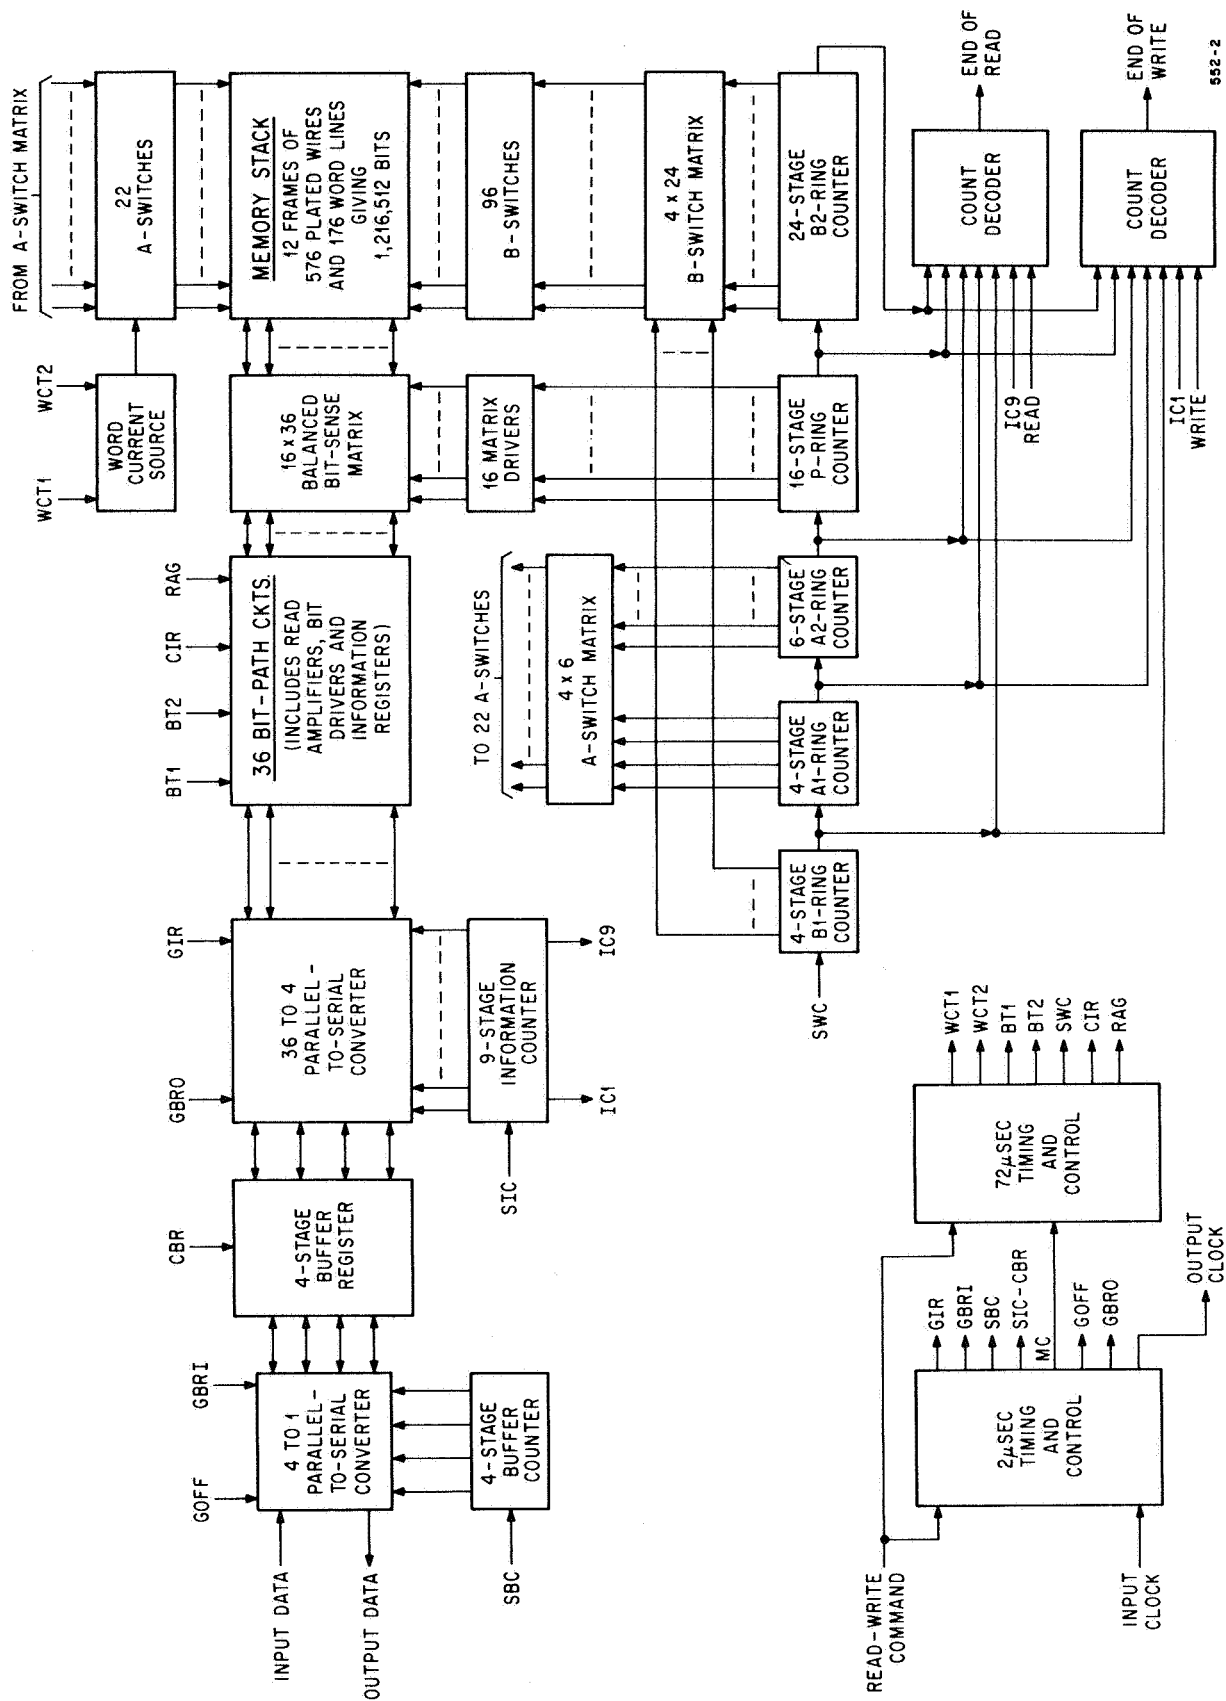 FROM A-SWITCH MATRIX
WCT1
WCT2
WORD
CURRENT
SOURCE
22
A-SWITCHES
GOFF
GBRI
CBR
GBRO
GIR
BT1
BT2
CIR
RAG
INPUT DATA
OUTPUT DATA
4 TO 1
PARALLEL-
TO-SERIAL
CONVERTER
4-STAGE
BUFFER
REGISTER
36 TO 4
PARALLEL-
TO-SERIAL
CONVERTER
36 BIT-PATH CKTS.
(INCLUDES READ
AMPLIFIERS, BIT
DRIVERS AND
INFORMATION
REGISTERS)
16 x 36
BALANCED
BIT-SENSE
MATRIX
MEMORY STACK
12 FRAMES OF
576 PLATED WIRES
AND 176 WORD LINES
GIVING
1,216,512 BITS
SBC
4-STAGE
BUFFER
COUNTER
SIC
9-STAGE
INFORMATION
COUNTER
IC1
IC9
TO 22 A-SWITCHES
4 x 6
A-SWITCH MATRIX
16 MATRIX
DRIVERS
96
B-SWITCHES
4 x 24
B-SWITCH MATRIX
SWC
4-STAGE
B1-RING
COUNTER
4-STAGE
A1-RING
COUNTER
6-STAGE
A2-RING
COUNTER
16-STAGE
P-RING
COUNTER
24-STAGE
B2-RING
COUNTER
READ-WRITE
COMMAND
INPUT
CLOCK
2μSEC
TIMING
AND
CONTROL
GIR
GBRI
SBC
SIC-CBR
MC
GOFF
GBRO
OUTPUT
CLOCK
72μSEC
TIMING
AND
CONTROL
WCT1
WCT2
BT1
BT2
SWC
CIR
RAG
IC9
READ
COUNT
DECODER
END OF
READ
IC1
WRITE
COUNT
DECODER
END OF
WRITE
552-2